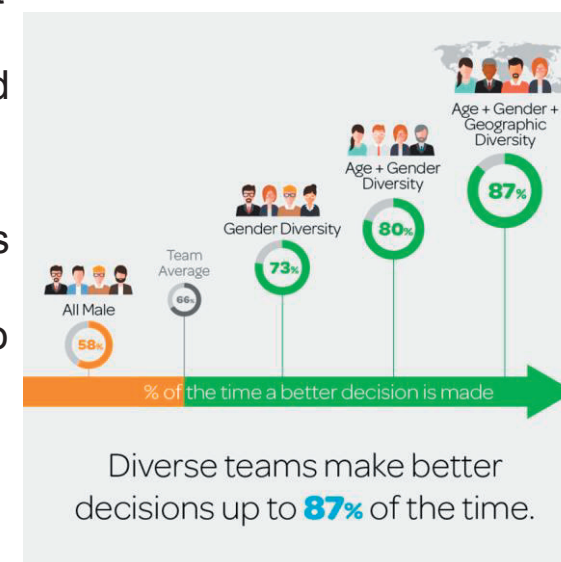 d
s
All Male
58%
Team
Average
66%
Gender Diversity
73%
Age + Gender
Diversity
80%
Age + Gender +
Geographic
Diversity
87%
% of the time a better decision is made
Diverse teams make better
decisions up to 87% of the time.